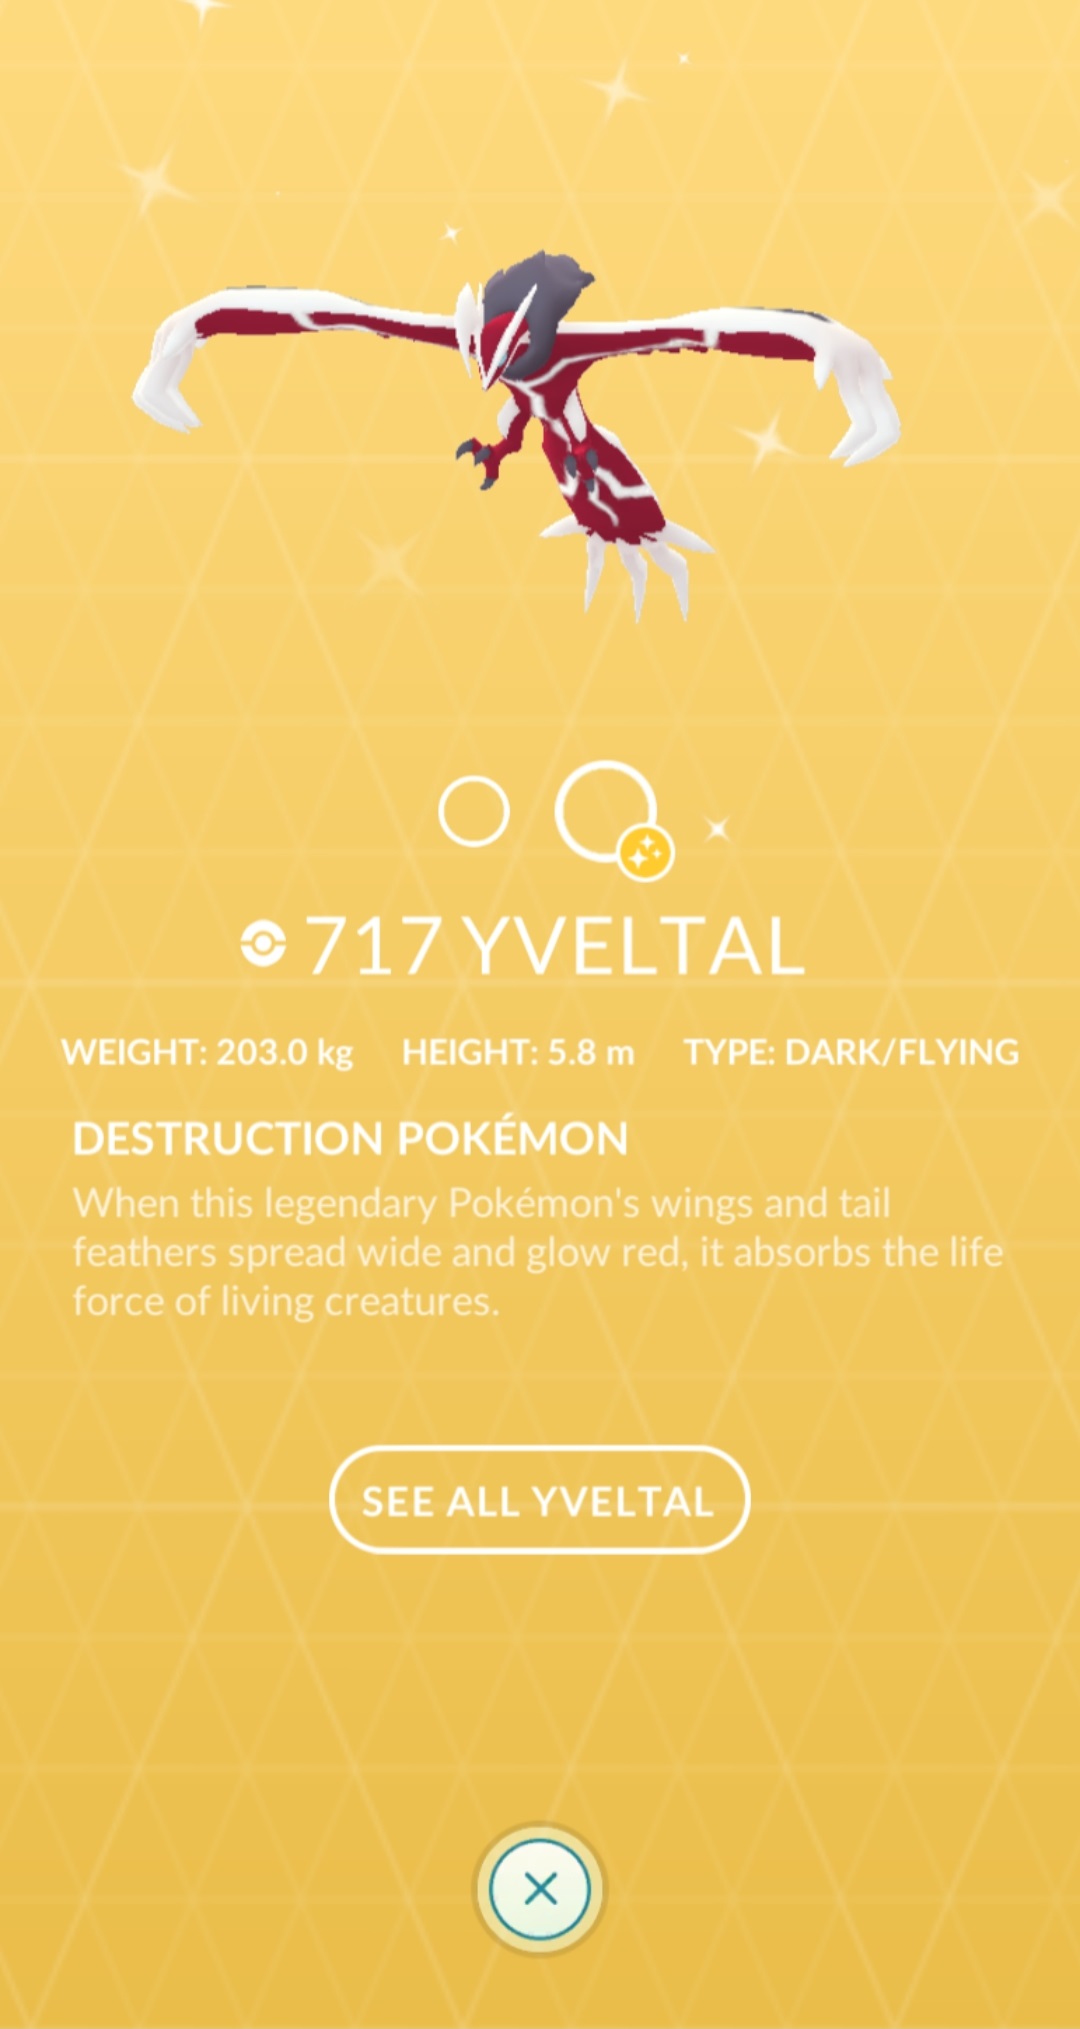 717 YVELTAL
WEIGHT: 203.0 kg HEIGHT: 5.8 m TYPE: DARK/FLYING
DESTRUCTION POKÉMON
When this legendary Pokémon's wings and tail
feathers spread wide and glow red, it absorbs the life
force of living creatures.
SEE ALL YVELTAL